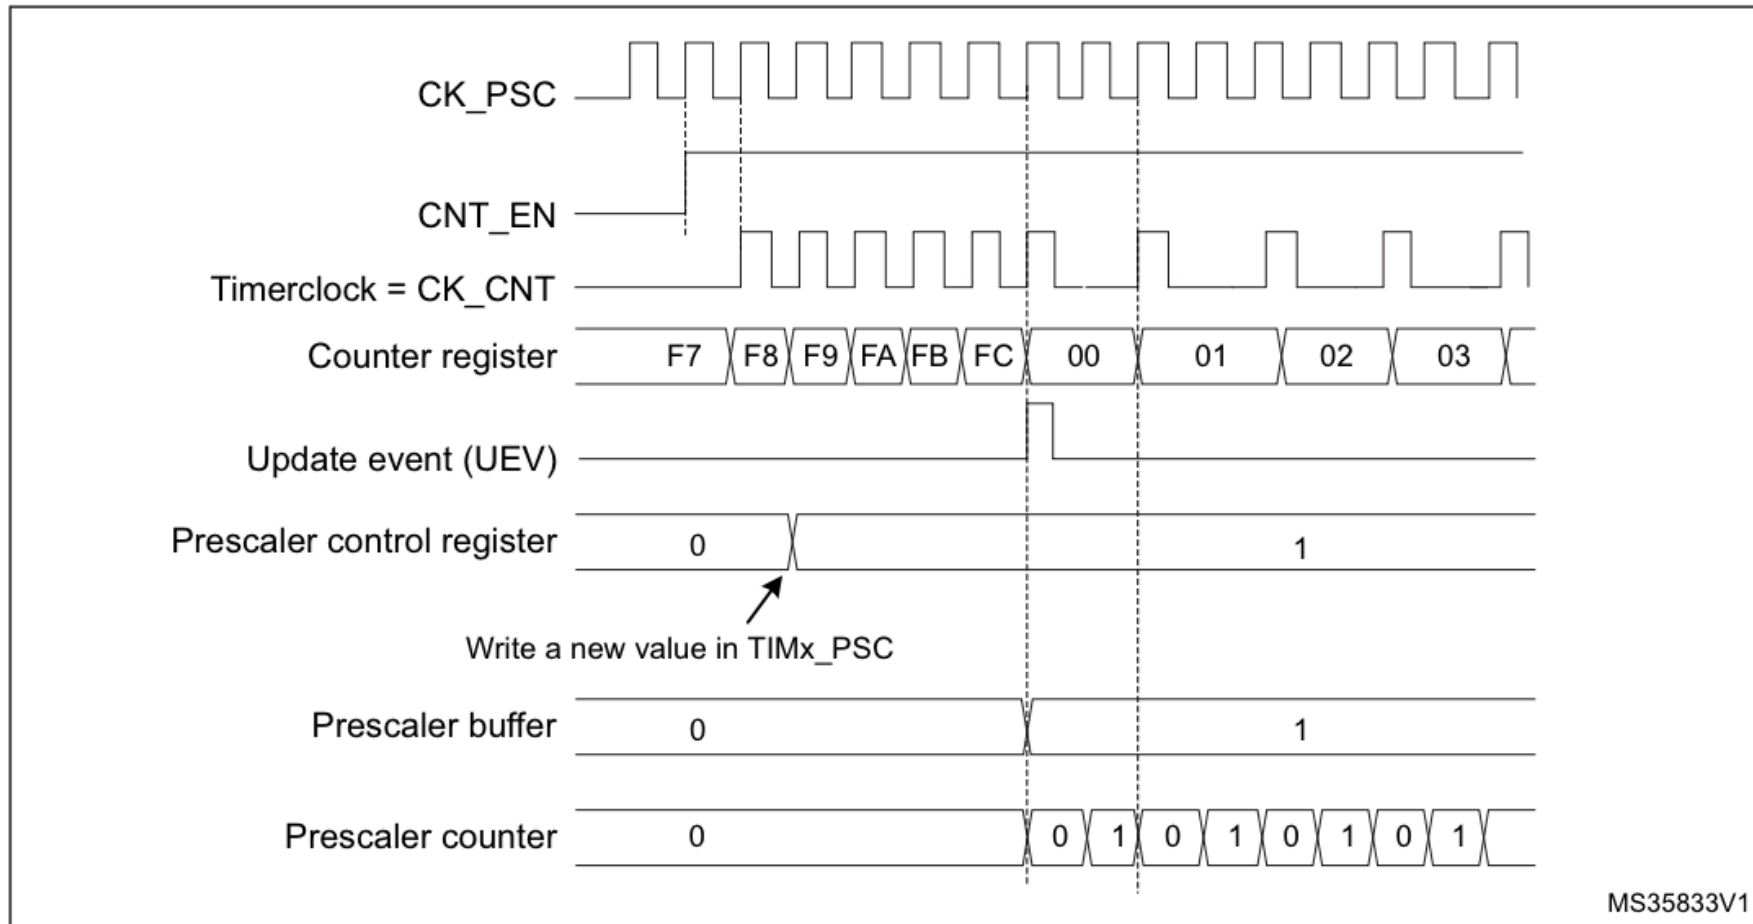 CK_PSC
CNT_EN
Timerclock = CK_CNT
Counter register F7 F8 F9 FA FB FC 00 01 02 03
Update event (UEV)
Prescaler control register 0 1
Write a new value in TIMx_PSC
Prescaler buffer 0 1
Prescaler counter 0 0 1 0 1 0 1 0 1
MS35833V1